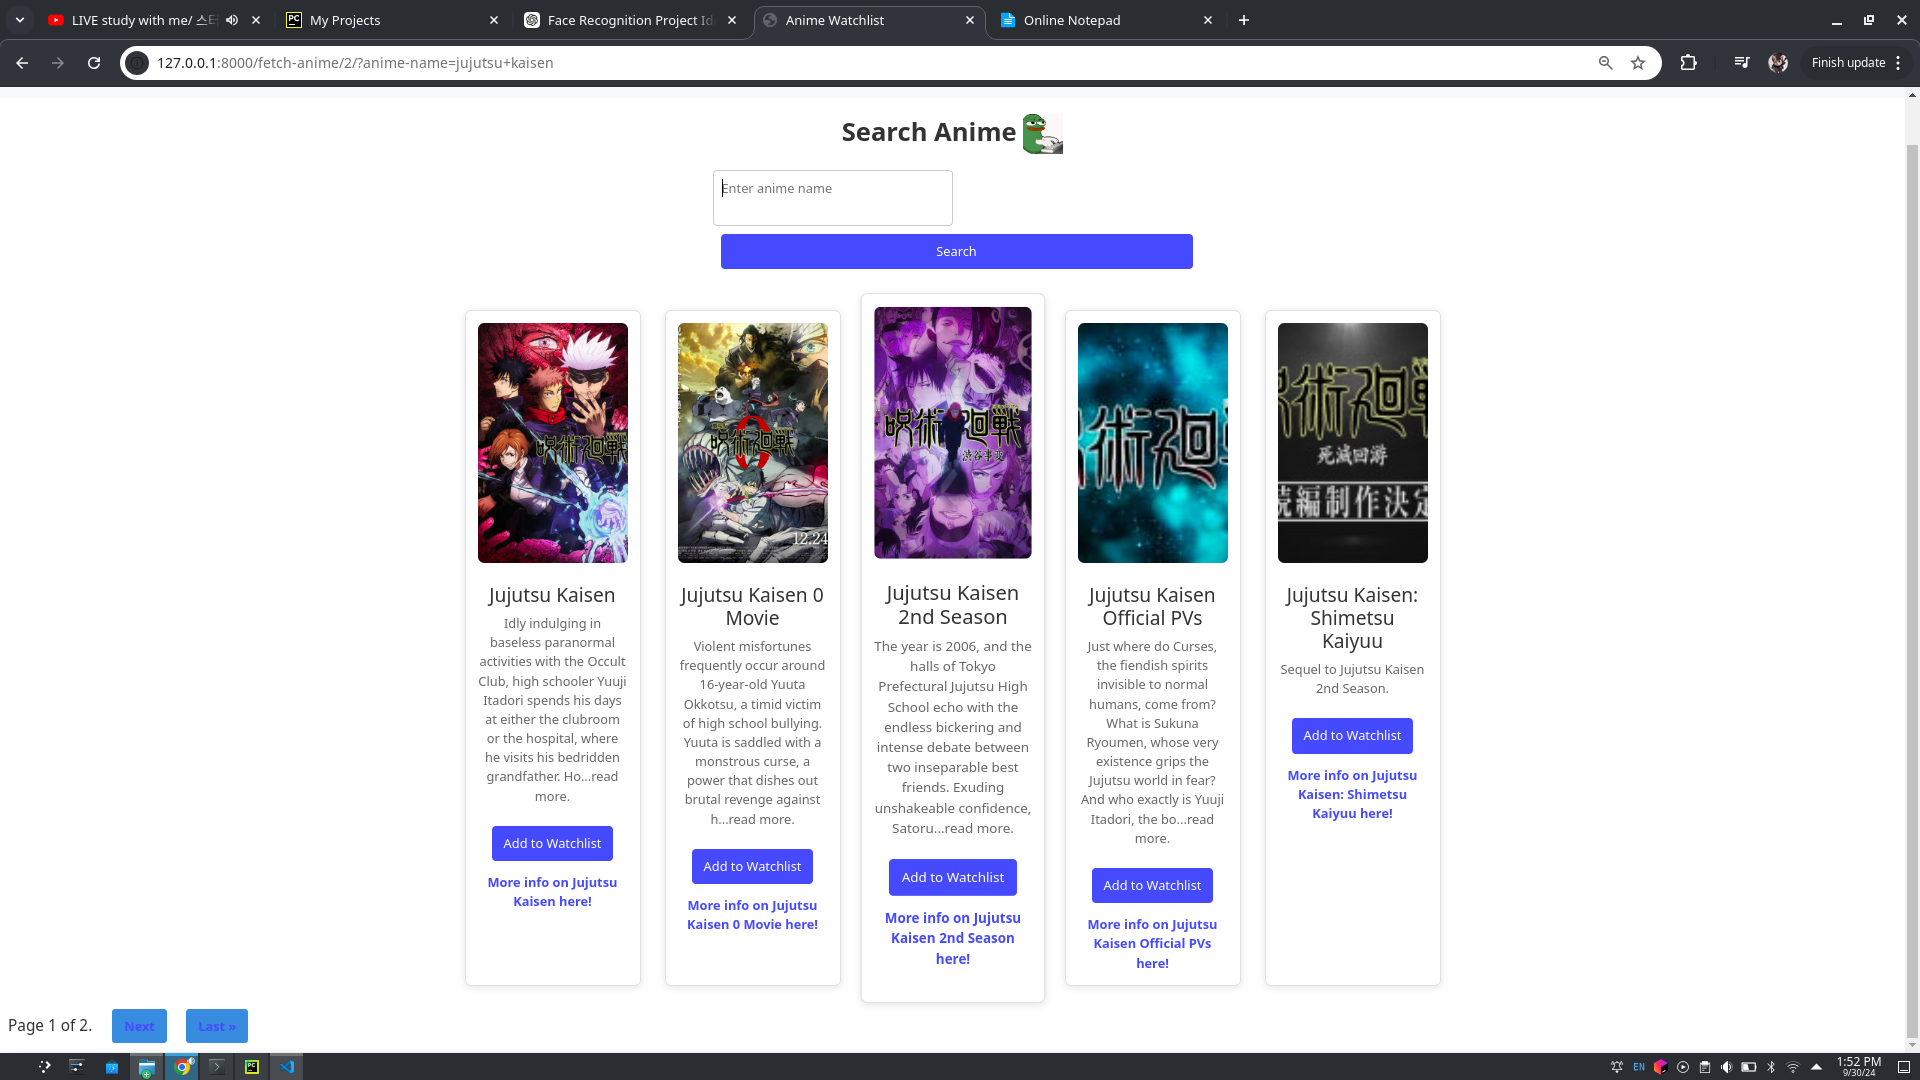 LIVE study with me/ 스터
My Projects
Face Recognition Project Id
Anime Watchlist
Online Notepad
127.0.0.1:8000/fetch-anime/2/?anime-name=jujutsu+kaisen
Finish update
Search Anime
Enter anime name
Search
呪術廻戦
Jujutsu Kaisen
Idly indulging in
baseless paranormal
activities with the Occult
Club, high schooler Yuuji
Itadori spends his days
at either the clubroom
or the hospital, where
he visits his bedridden
grandfather. Ho...read
more.
Add to Watchlist
More info on Jujutsu
Kaisen here!
呪術廻戦
0
12.24
Jujutsu Kaisen 0
Movie
Violent misfortunes
frequently occur around
16-year-old Yuuta
Okkotsu, a timid victim
of high school bullying.
Yuuta is saddled with a
monstrous curse, a
power that dishes out
brutal revenge against
h...read more.
Add to Watchlist
More info on Jujutsu
Kaisen 0 Movie here!
呪術廻戦
渋谷事変
Jujutsu Kaisen
2nd Season
The year is 2006, and the
halls of Tokyo
Prefectural Jujutsu High
School echo with the
endless bickering and
intense debate between
two inseparable best
friends. Exuding
unshakeable confidence,
Satoru...read more.
Add to Watchlist
More info on Jujutsu
Kaisen 2nd Season
here!
術廻
Jujutsu Kaisen
Official PVs
Just where do Curses,
the fiendish spirits
invisible to normal
humans, come from?
What is Sukuna
Ryoumen, whose very
existence grips the
Jujutsu world in fear?
And who exactly is Yuuji
Itadori, the bo...read
more.
Add to Watchlist
More info on Jujutsu
Kaisen Official PVs
here!
術廻
死滅回游
続編制作決定
Jujutsu Kaisen:
Shimetsu
Kaiyuu
Sequel to Jujutsu Kaisen
2nd Season.
Add to Watchlist
More info on Jujutsu
Kaisen: Shimetsu
Kaiyuu here!
Page 1 of 2.
Next
Last »
EN
1:52 PM
9/30/24